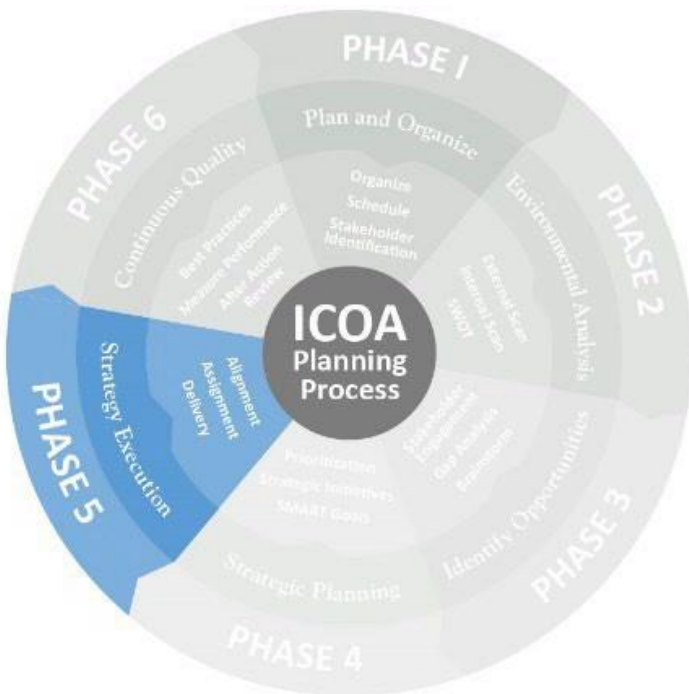 ICOA
Planning
Process
PHASE I
Plan and Organize
Organize
Schedule
Stakeholder
Identification
PHASE 2
Environmental Analysis
External Scan
Internal Scan
SWOT
PHASE 3
Identify Opportunities
Stakeholder
Engagement
Gap Analysis
Brainstorm
PHASE 4
Strategic Planning
Prioritization
Strategic Initiatives
SMART Goals
PHASE 5
Strategy Execution
Alignment
Assignment
Delivery
PHASE 6
Continuous Quality
Best Practices
Measure Performance
After Action
Review